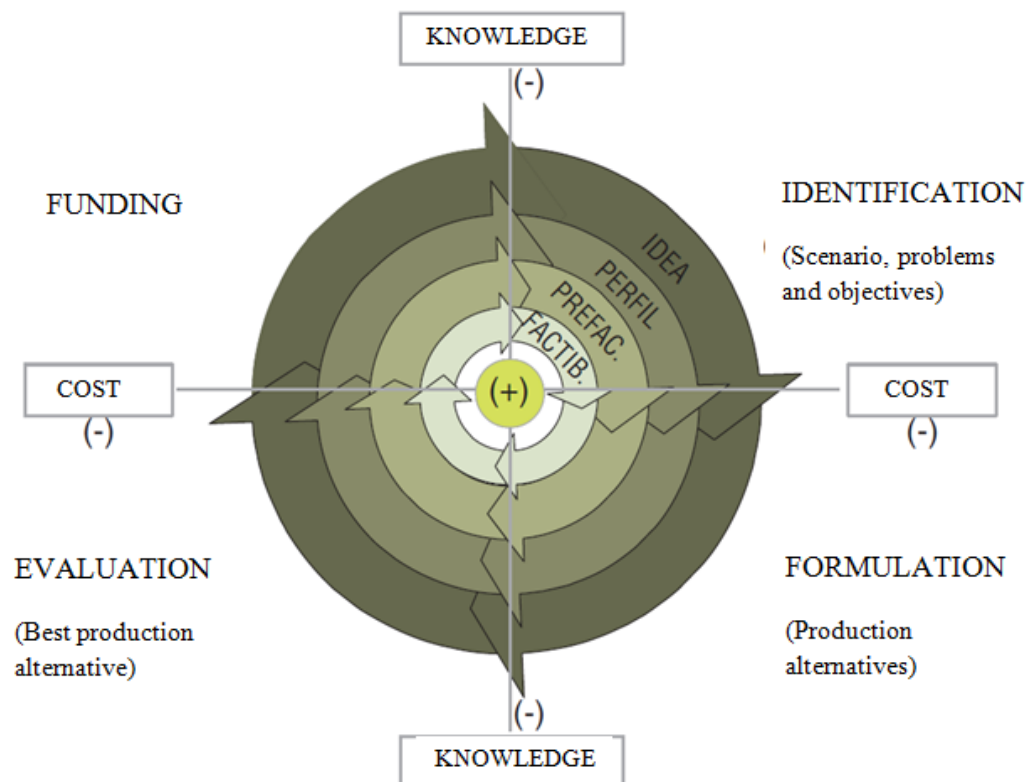 KNOWLEDGE
(-)
FUNDING
IDENTIFICATION
(Scenario, problems
and objectives)
IDEA
PERFIL
PREFAC.
FACTIB.
COST
(-)
(+)
COST
(-)
EVALUATION
(Best production
alternative)
FORMULATION
(Production
alternatives)
(-)
KNOWLEDGE